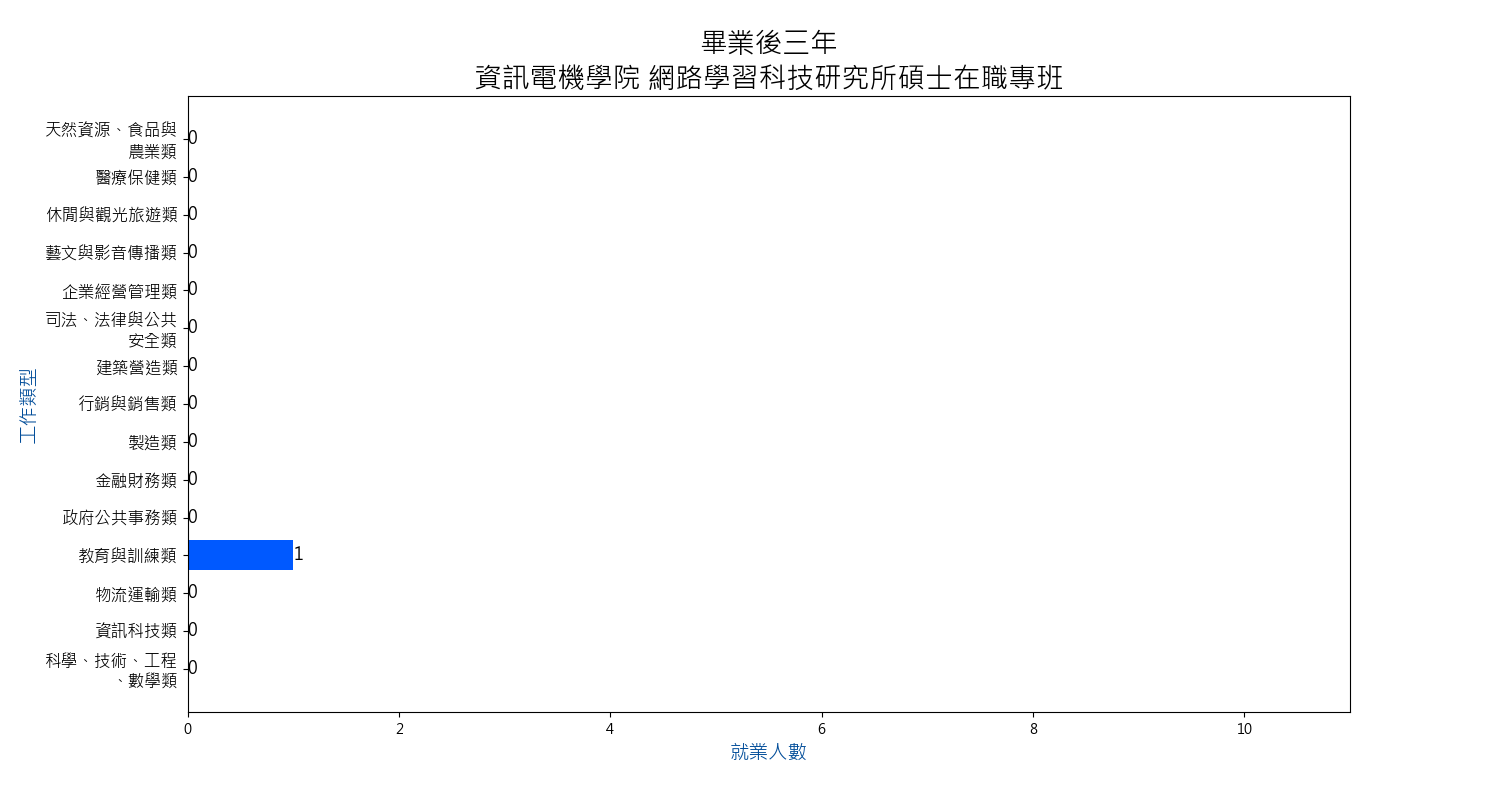 畢業後三年
資訊電機學院 網路學習科技研究所碩士在職專班
工作類型
天然資源、食品與
農業類
0
醫療保健類
0
休閒與觀光旅遊類
0
藝文與影音傳播類
0
企業經營管理類
0
司法、法律與公共
安全類
0
建築營造類
0
行銷與銷售類
0
製造類
0
金融財務類
0
政府公共事務類
0
教育與訓練類
1
物流運輸類
0
資訊科技類
0
科學、技術、工程
、數學類
0
0 2 4 6 8 10
就業人數